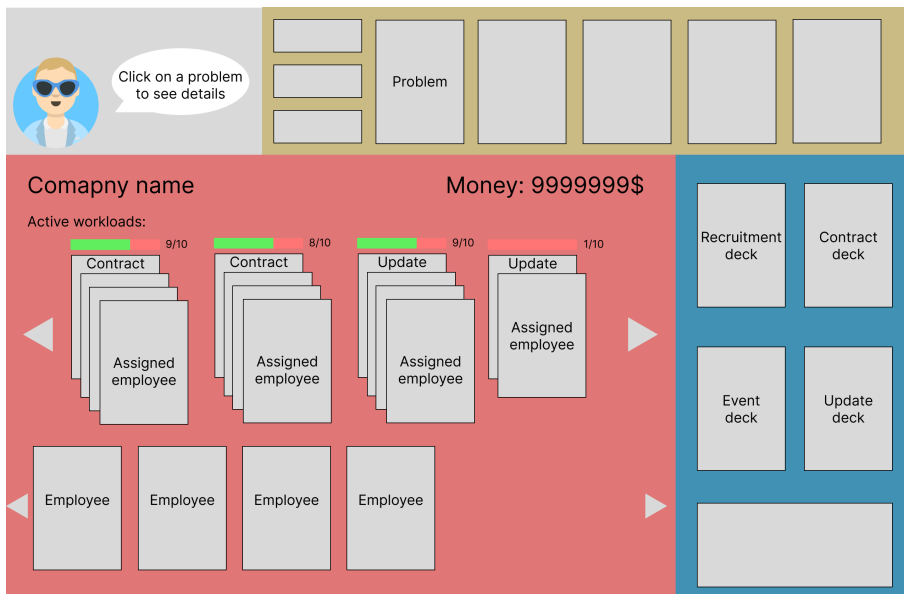 Click on a problem
to see details
Problem
Comapny name
Money: 9999999$
Active workloads:
9/10
8/10
9/10
1/10
Contract
Contract
Update
Update
Assigned
employee
Assigned
employee
Assigned
employee
Assigned
employee
Employee
Employee
Employee
Employee
Recruitment
deck
Contract
deck
Event
deck
Update
deck